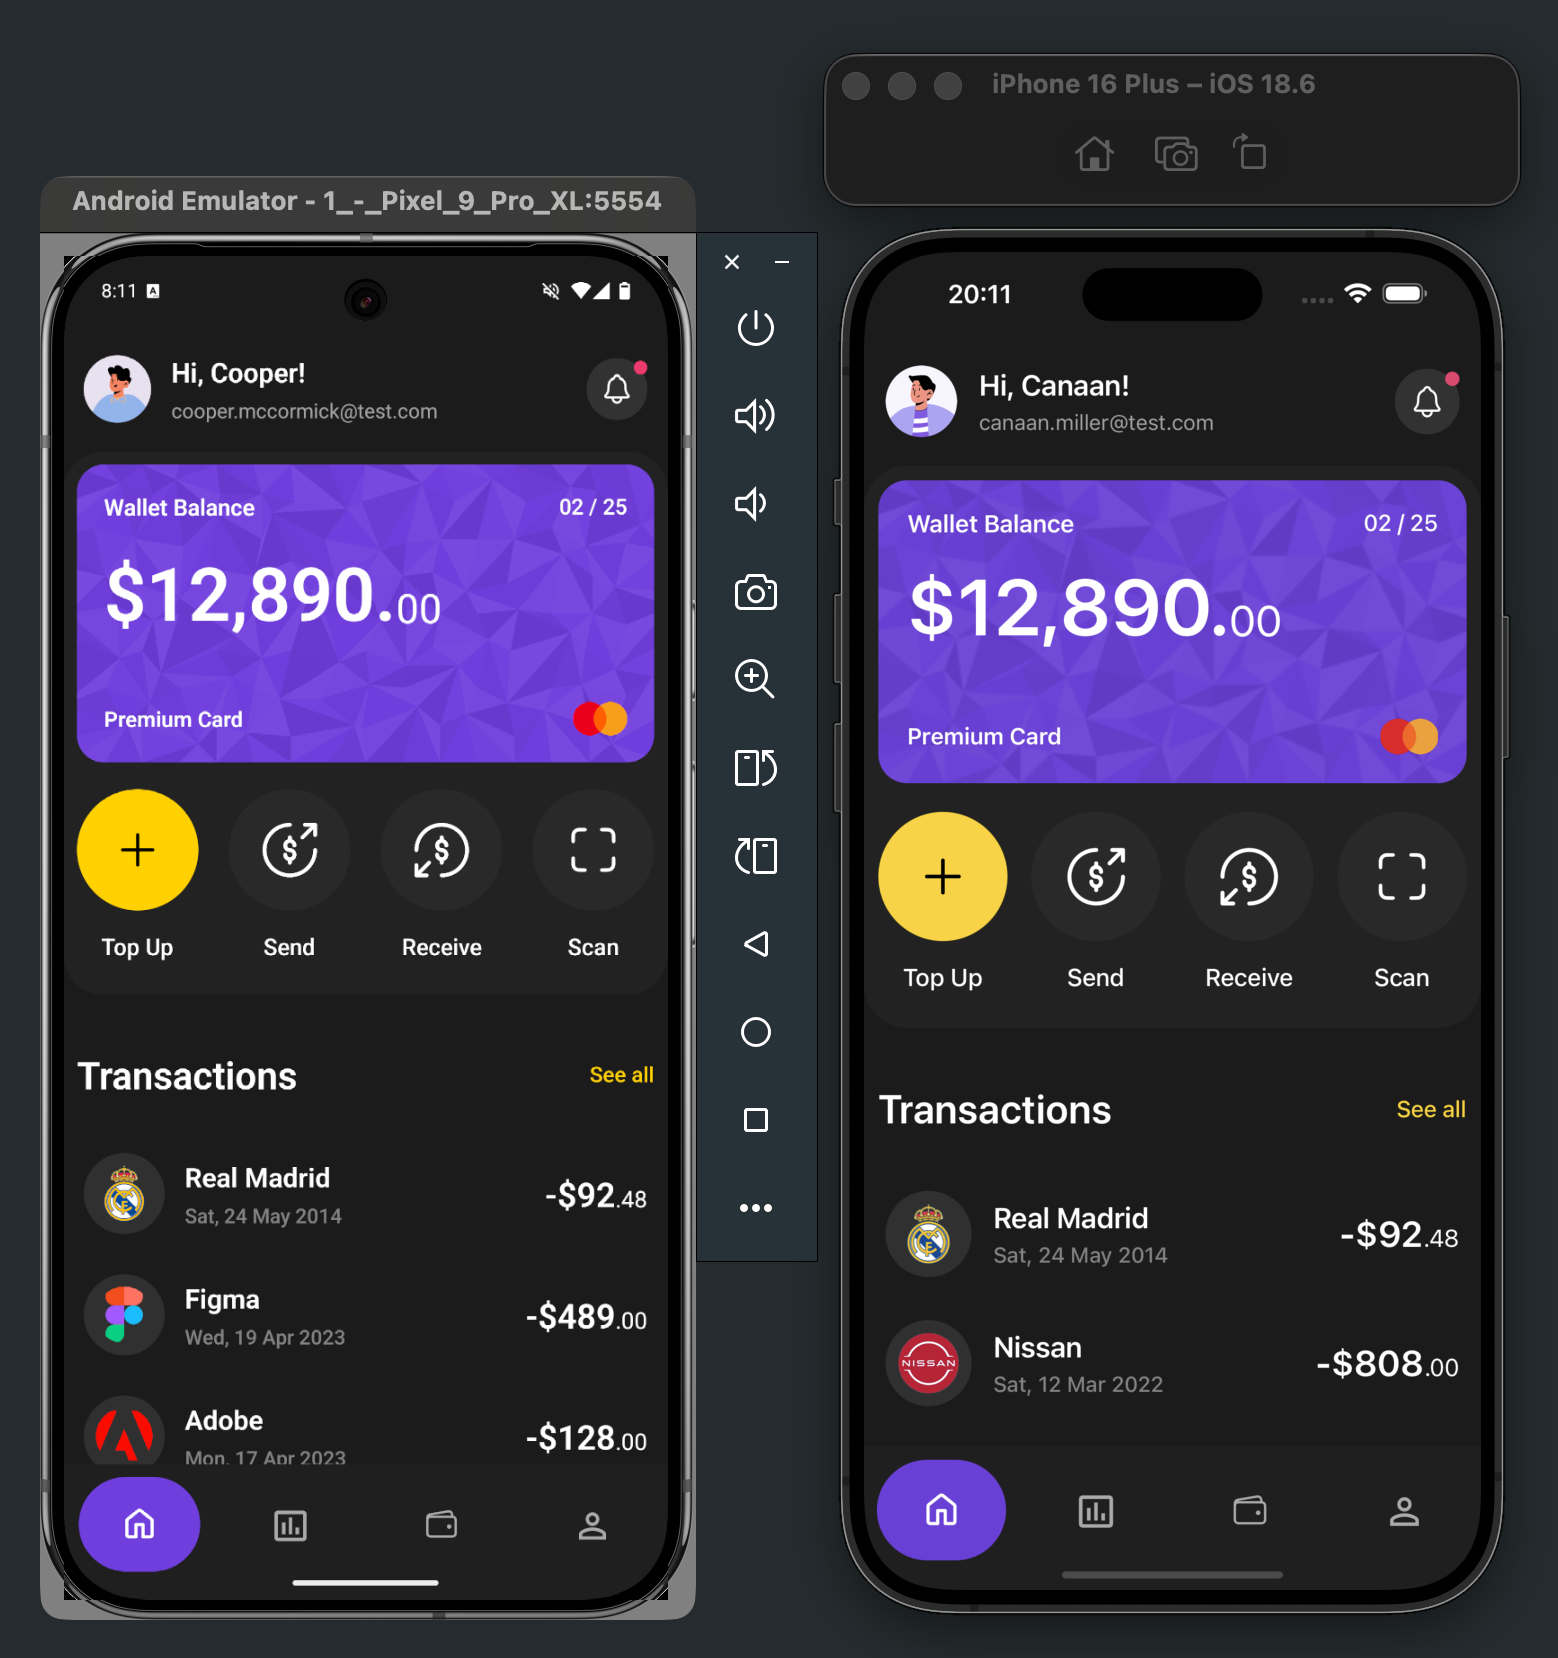 iPhone 16 Plus – iOS 18.6
Android Emulator - 1_-_Pixel_9_Pro_XL:5554
8:11 A
Hi, Cooper!
cooper.mccormick@test.com
Wallet Balance 02 / 25
$12,890.00
Premium Card
Top Up Send Receive Scan
Transactions See all
Real Madrid
-$92.48
Sat, 24 May 2014
Figma
-$489.00
Wed, 19 Apr 2023
Adobe
-$128.00
Mon, 17 Apr 2023
20:11
Hi, Canaan!
canaan.miller@test.com
Wallet Balance 02 / 25
$12,890.00
Premium Card
Top Up Send Receive Scan
Transactions See all
Real Madrid
-$92.48
Sat, 24 May 2014
NISSAN
Nissan
-$808.00
Sat, 12 Mar 2022